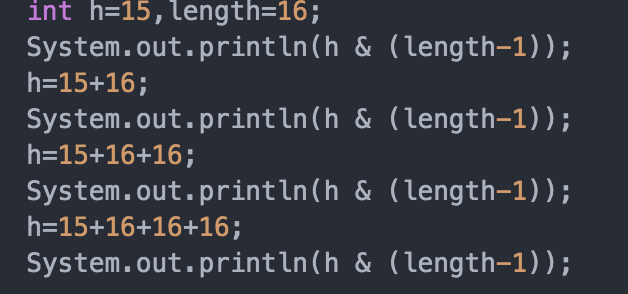 int h=15,length=16;
System.out.println(h & (length-1));
h=15+16;
System.out.println(h & (length-1));
h=15+16+16;
System.out.println(h & (length-1));
h=15+16+16+16;
System.out.println(h & (length-1));